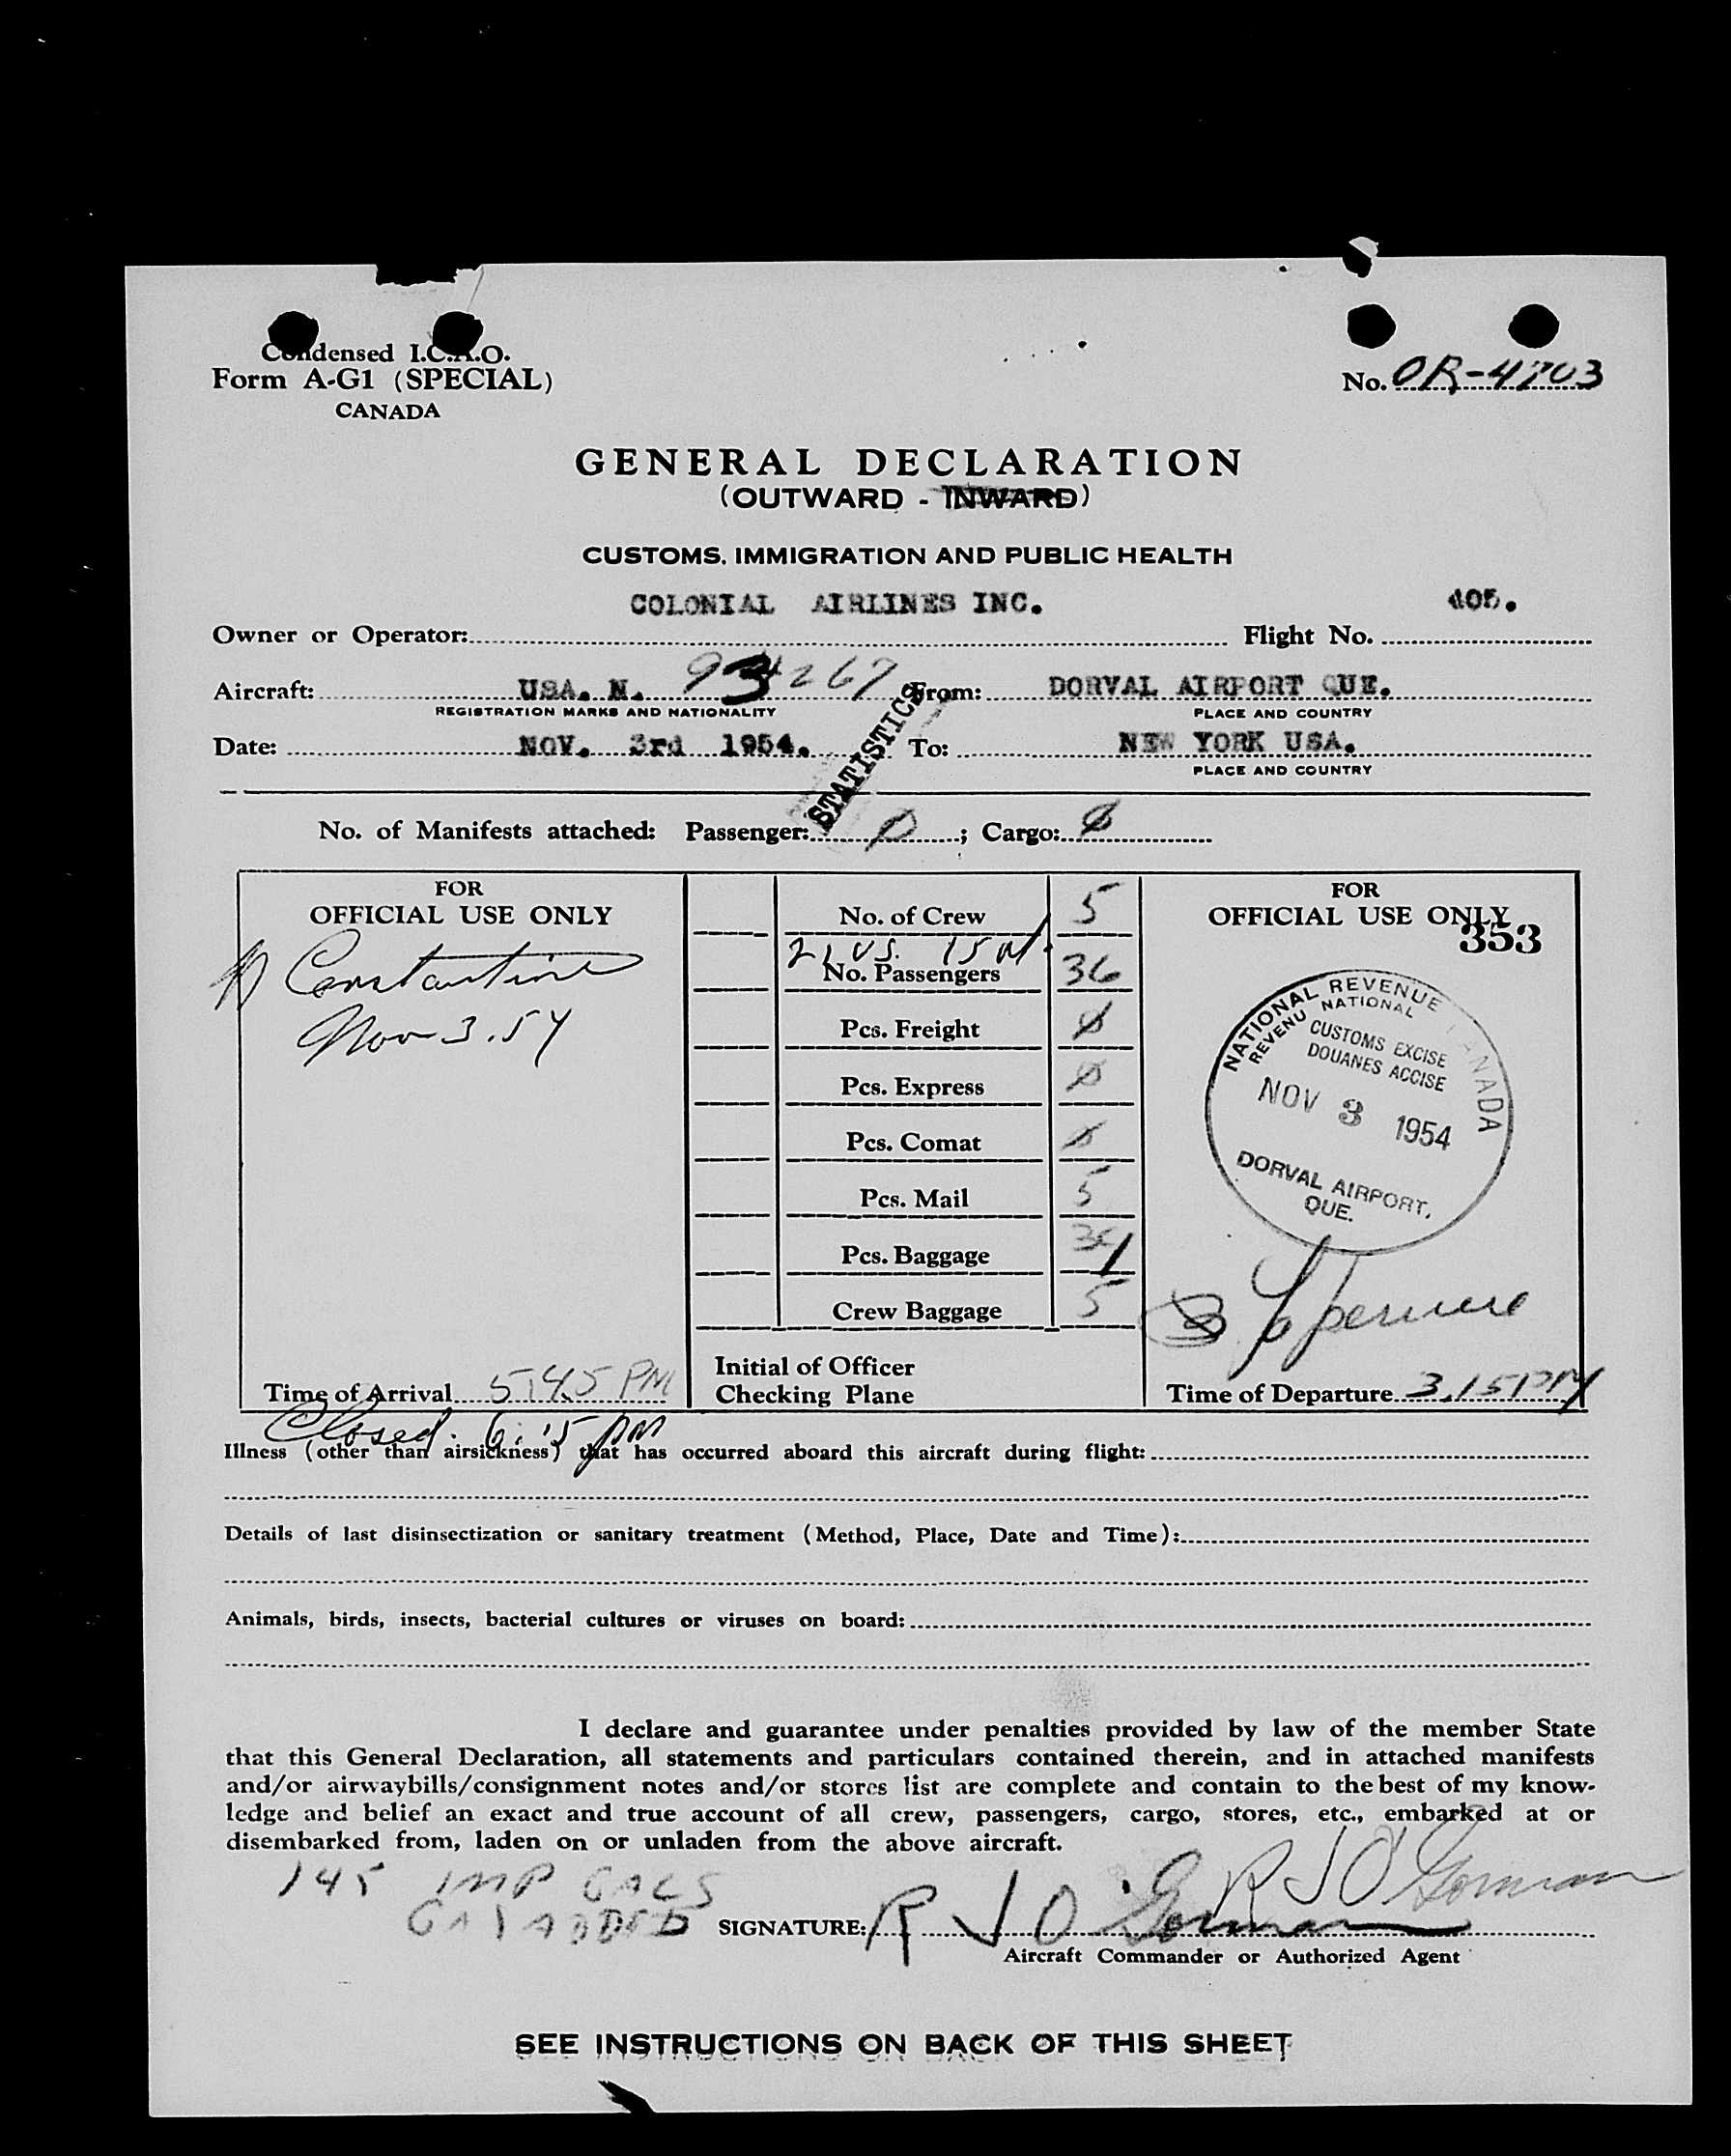 Condensed I.C.A.O.
Form A-G1 (SPECIAL)
CANADA
No. OR-4703
GENERAL DECLARATION
(OUTWARD - INWARD)
CUSTOMS, IMMIGRATION AND PUBLIC HEALTH
COLONIAL AIRLINES INC. 405.
Owner or Operator: Flight No.
Aircraft: USA. N. 267 From: DORVAL AIRPORT QUE.
REGISTRATION MARKS AND NATIONALITY PLACE AND COUNTRY
STATISTICS
Date: NOV. 3rd 1954. To: NEW YORK USA.
PLACE AND COUNTRY
No. of Manifests attached: Passenger: 0; Cargo: 0
FOR
OFFICIAL USE ONLY
Constantine
Nov 3.54
Time of Arrival 5:45 PM
Closed. 6:15 pm
No. of Crew 5
21 US. 15
No. Passengers 36
Pcs. Freight 0
Pcs. Express 0
Pcs. Comat 0
Pcs. Mail 5
Pcs. Baggage
Crew Baggage 5
Initial of Officer
Checking Plane
FOR
OFFICIAL USE ONLY
353
NATIONAL REVENUE CANADA
REVENU NATIONAL
CUSTOMS EXCISE
DOUANES ACCISE
NOV 3 1954
DORVAL AIRPORT,
QUE.
Time of Departure 3.15 PM
Illness (other than airsickness) that has occurred aboard this aircraft during flight:
Details of last disinsectization or sanitary treatment (Method, Place, Date and Time):
Animals, birds, insects, bacterial cultures or viruses on board:
I declare and guarantee under penalties provided by law of the member State
that this General Declaration, all statements and particulars contained therein, and in attached manifests
and/or airwaybills/consignment notes and/or stores list are complete and contain to the best of my know-
ledge and belief an exact and true account of all crew, passengers, cargo, stores, etc., embarked at or
disembarked from, laden on or unladen from the above aircraft.
145 IMP GALS
GAS ADDED
R J O'Gorman
SIGNATURE: R J O'Gorman
Aircraft Commander or Authorized Agent
SEE INSTRUCTIONS ON BACK OF THIS SHEET